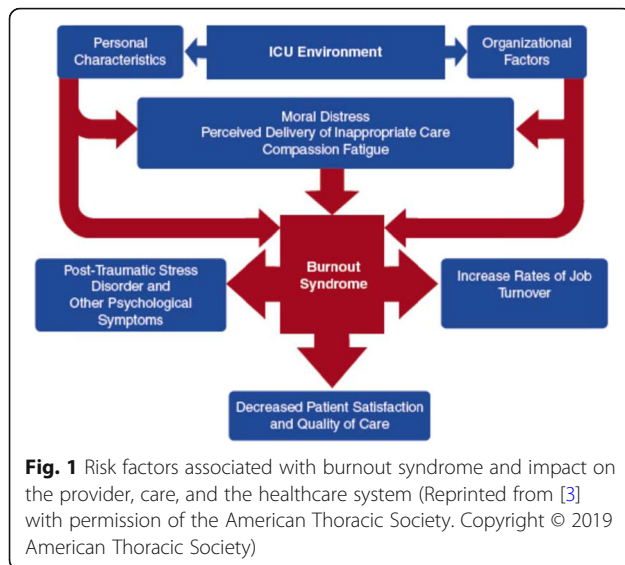 Personal
Characteristics
ICU Environment
Organizational
Factors
Moral Distress
Perceived Delivery of Inappropriate Care
Compassion Fatigue
Burnout
Syndrome
Post-Traumatic Stress
Disorder and
Other Psychological
Symptoms
Increase Rates of Job
Turnover
Decreased Patient Satisfaction
and Quality of Care
Fig. 1 Risk factors associated with burnout syndrome and impact on
the provider, care, and the healthcare system (Reprinted from [3]
with permission of the American Thoracic Society. Copyright © 2019
American Thoracic Society)